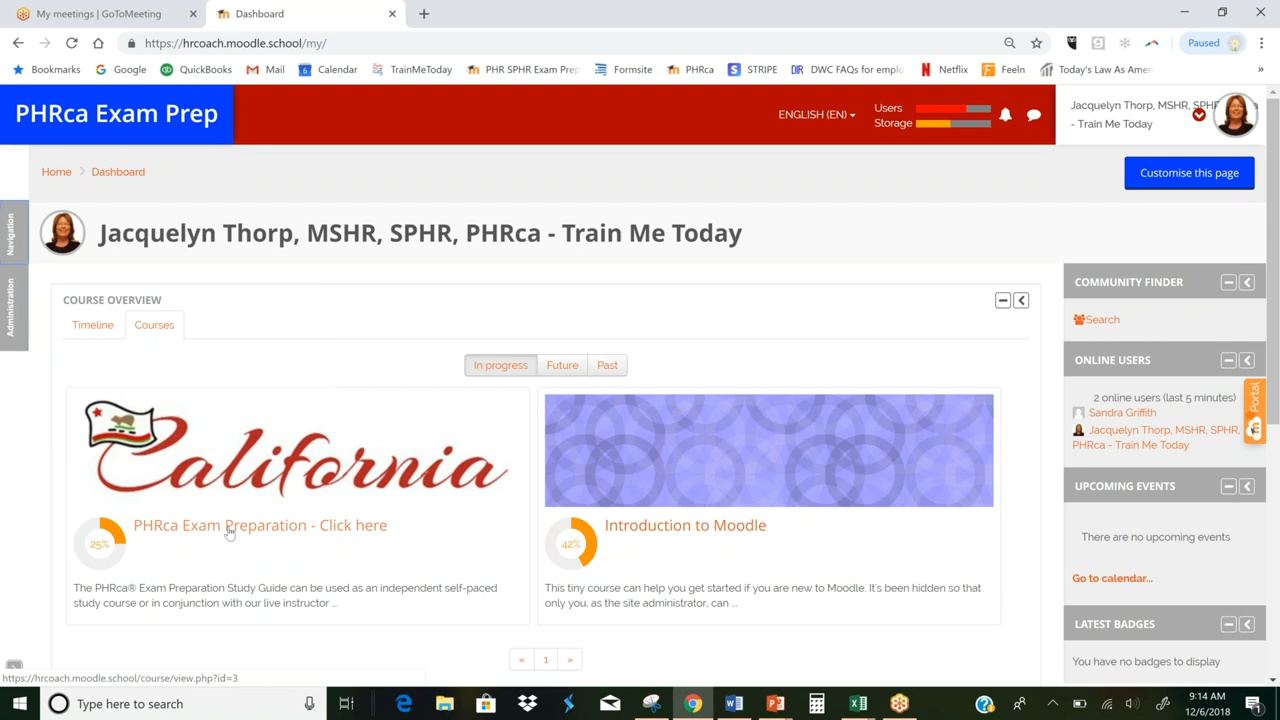 My meetings | GoToMeeting
Dashboard
https://hrcoach.moodle.school/my/
Paused
Bookmarks
Google
QuickBooks
Mail
Calendar
TrainMeToday
PHR SPHR Exam Prep
Formsite
PHRca
STRIPE
DWC FAQs for emplo
Netflix
Feeln
Today's Law As Amen
»
PHRca Exam Prep
ENGLISH (EN)
Users
Storage
Jacquelyn Thorp, MSHR, SPH
- Train Me Today
Home
Dashboard
Customise this page
Navigation
Administration
Jacquelyn Thorp, MSHR, SPHR, PHRca - Train Me Today
COURSE OVERVIEW
Timeline
Courses
In progress
Future
Past
California
PHRca Exam Preparation - Click here
25%
The PHRca® Exam Preparation Study Guide can be used as an independent self-paced
study course or in conjunction with our live instructor ...
Introduction to Moodle
42%
This tiny course can help you get started if you are new to Moodle. It's been hidden so that
only you, as the site administrator, can ...
«
1
»
COMMUNITY FINDER
Search
ONLINE USERS
2 online users (last 5 minutes)
Sandra Griffith
Jacquelyn Thorp, MSHR, SPHR,
PHRca - Train Me Today
Portal
UPCOMING EVENTS
There are no upcoming events
Go to calendar...
LATEST BADGES
You have no badges to display
https://hrcoach.moodle.school/course/view.php?id=3
Type here to search
9:14 AM
12/6/2018